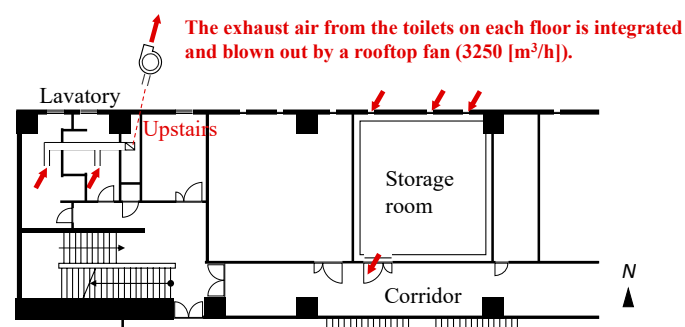 The exhaust air from the toilets on each floor is integrated
and blown out by a rooftop fan (3250 [m³/h]).
Lavatory
Upstairs
Storage
room
N
Corridor